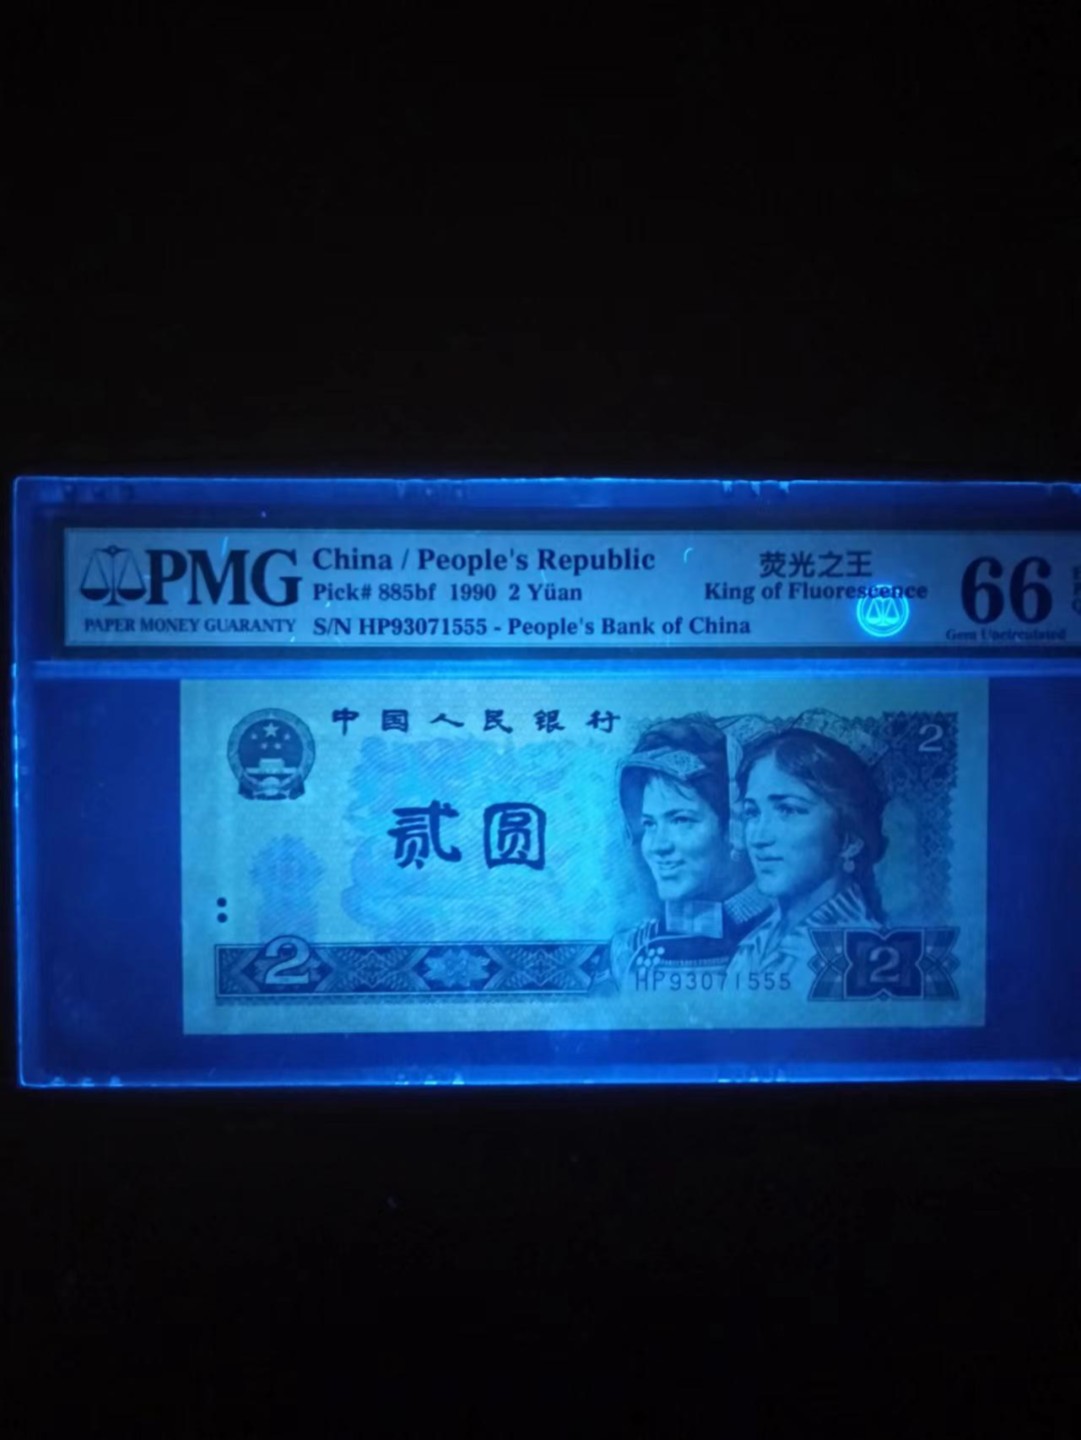 PMG
PAPER MONEY GUARANTY
China / People's Republic
Pick# 885bf 1990 2 Yüan
S/N HP93071555 - People's Bank of China
荧光之王
King of Fluorescence
66
Gem Uncirculated
中国人民银行
2
贰圆
2
HP93071555
2